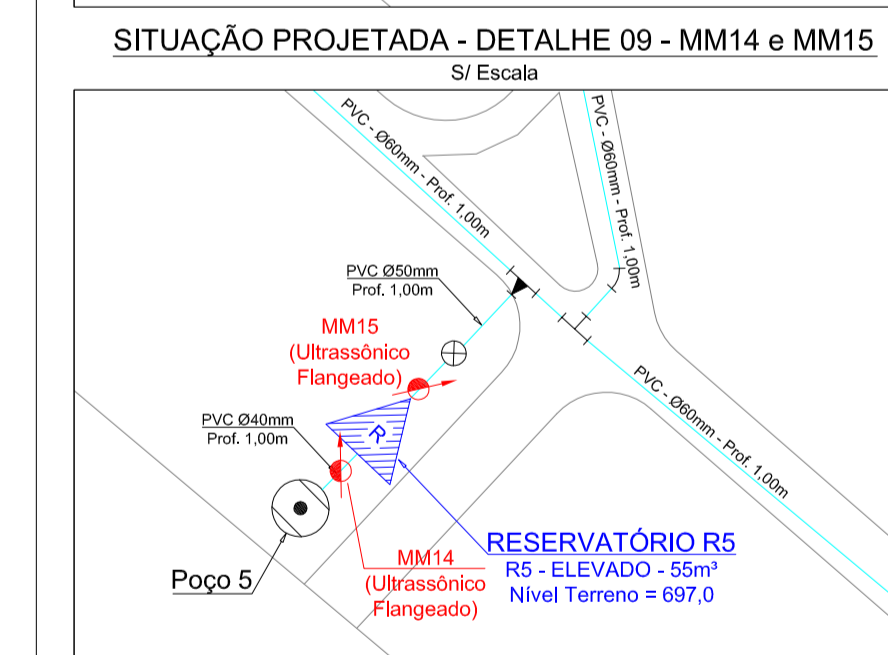 SITUAÇÃO PROJETADA - DETALHE 09 - MM14 e MM15
S/ Escala
PVC - Ø60mm - Prof. 1,00m
PVC - Ø60mm - Prof. 1,00m
PVC Ø50mm
Prof. 1,00m
MM15
(Ultrassônico
Flangeado)
PVC - Ø60mm - Prof. 1,00m
PVC Ø40mm
Prof. 1,00m
R
RESERVATÓRIO R5
R5 - ELEVADO - 55m³
Nível Terreno = 697,0
MM14
(Ultrassônico
Flangeado)
Poço 5